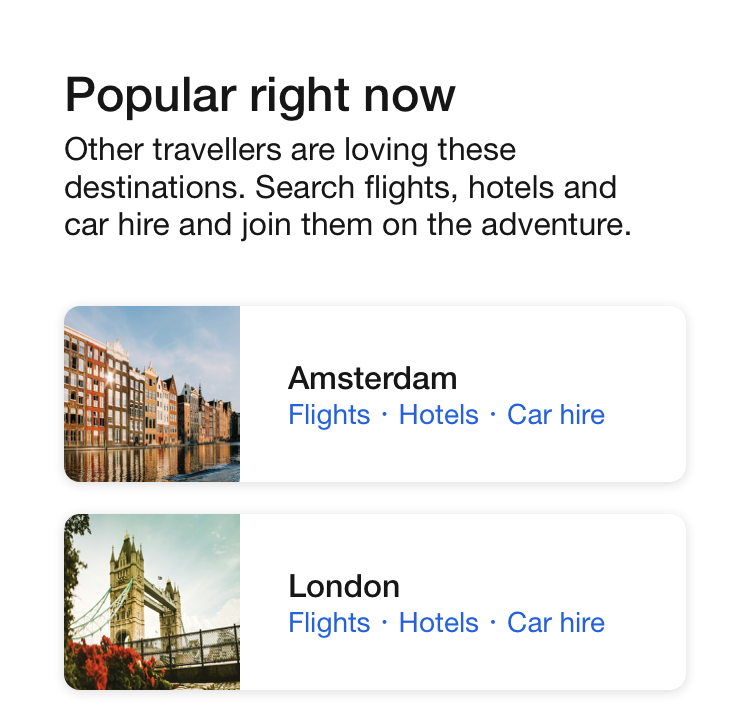 Popular right now
Other travellers are loving these
destinations. Search flights, hotels and
car hire and join them on the adventure.
Amsterdam
Flights · Hotels · Car hire
London
Flights · Hotels · Car hire